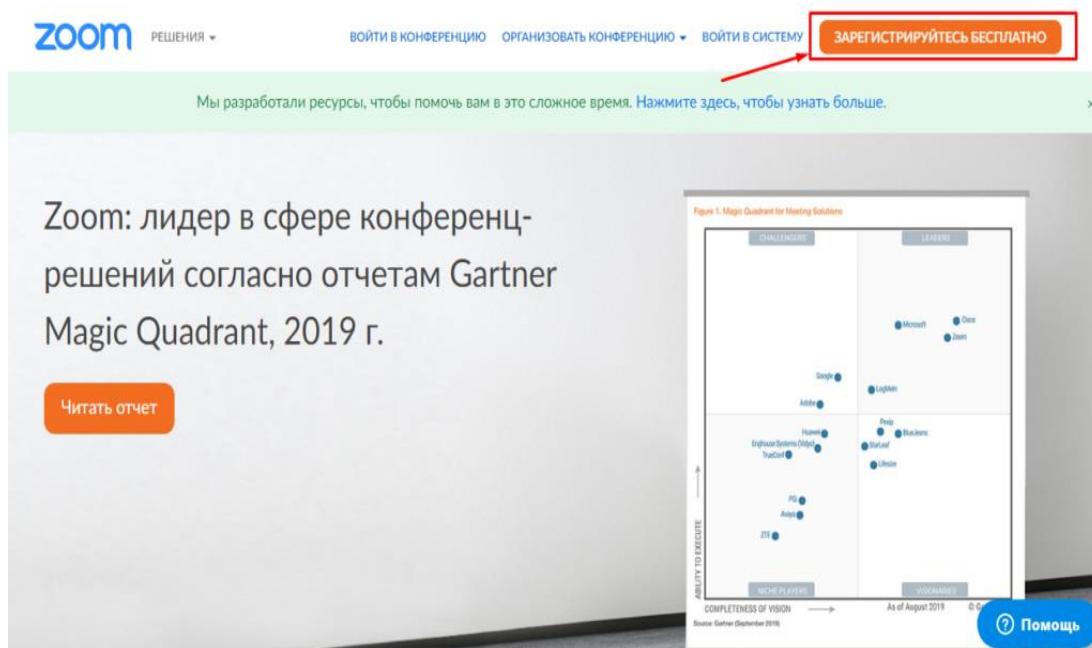 zoom
РЕШЕНИЯ
ВОЙТИ В КОНФЕРЕНЦИЮ
ОРГАНИЗОВАТЬ КОНФЕРЕНЦИЮ
ВОЙТИ В СИСТЕМУ
ЗАРЕГИСТРИРУЙТЕСЬ БЕСПЛАТНО
Мы разработали ресурсы, чтобы помочь вам в это сложное время. Нажмите здесь, чтобы узнать больше.
Zoom: лидер в сфере конференц-
решений согласно отчетам Gartner
Magic Quadrant, 2019 г.
Читать отчет
Figure 1. Magic Quadrant for Meeting Solutions
CHALLENGERS
LEADERS
Microsoft
Cisco
Zoom
Google
LogMeIn
Adobe
Pexip
Huawei
BlueJeans
Enghouse Systems (Vidyo)
StarLeaf
TrueConf
Lifesize
PGi
Avaya
ZTE
ABILITY TO EXECUTE
NICHE PLAYERS
VISIONARIES
COMPLETENESS OF VISION
As of August 2019
©
Source: Gartner (September 2019)
Помощь